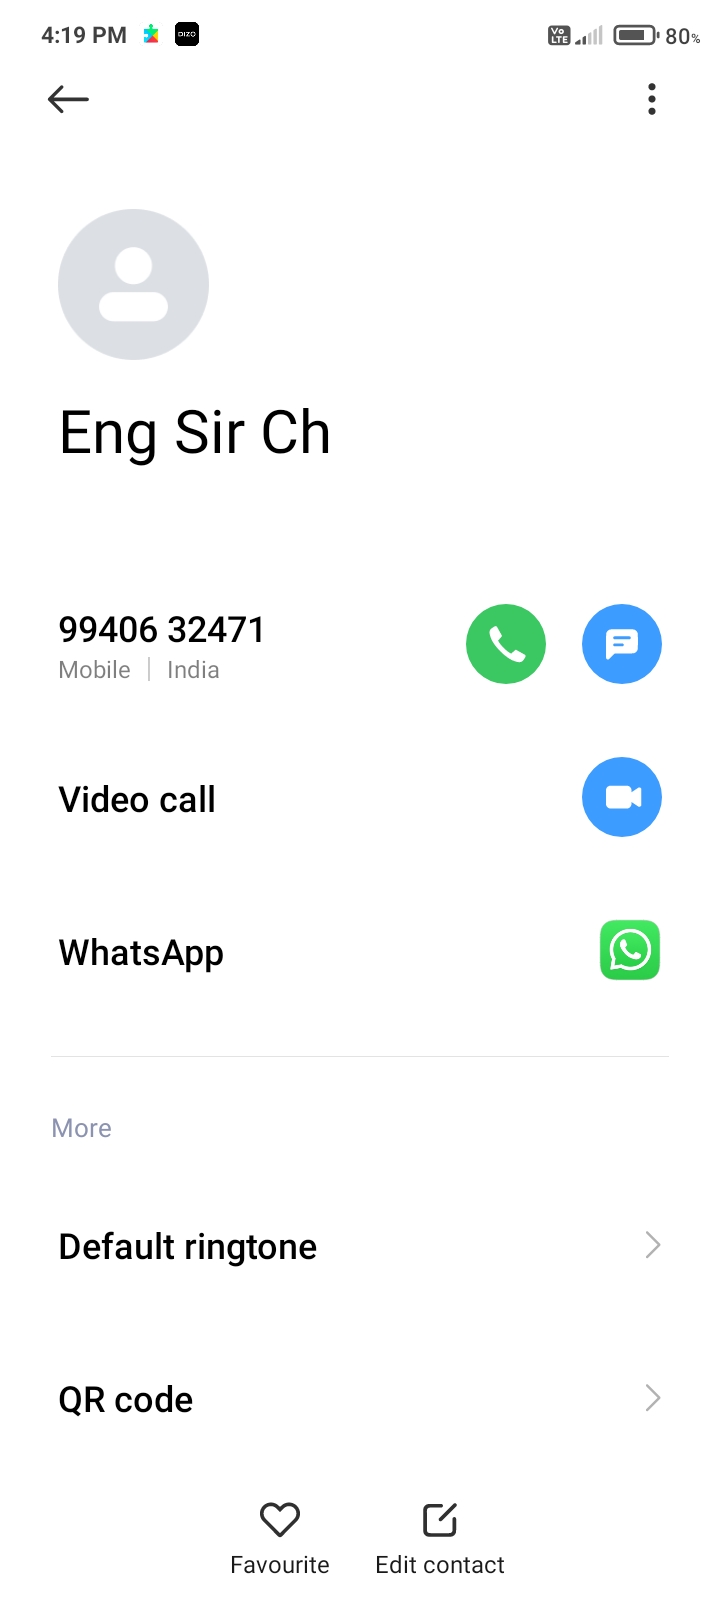 4:19 PM DIZO Vo LTE 80%
Eng Sir Ch
99406 32471
Mobile | India
Video call
WhatsApp
More
Default ringtone
QR code
Favourite Edit contact